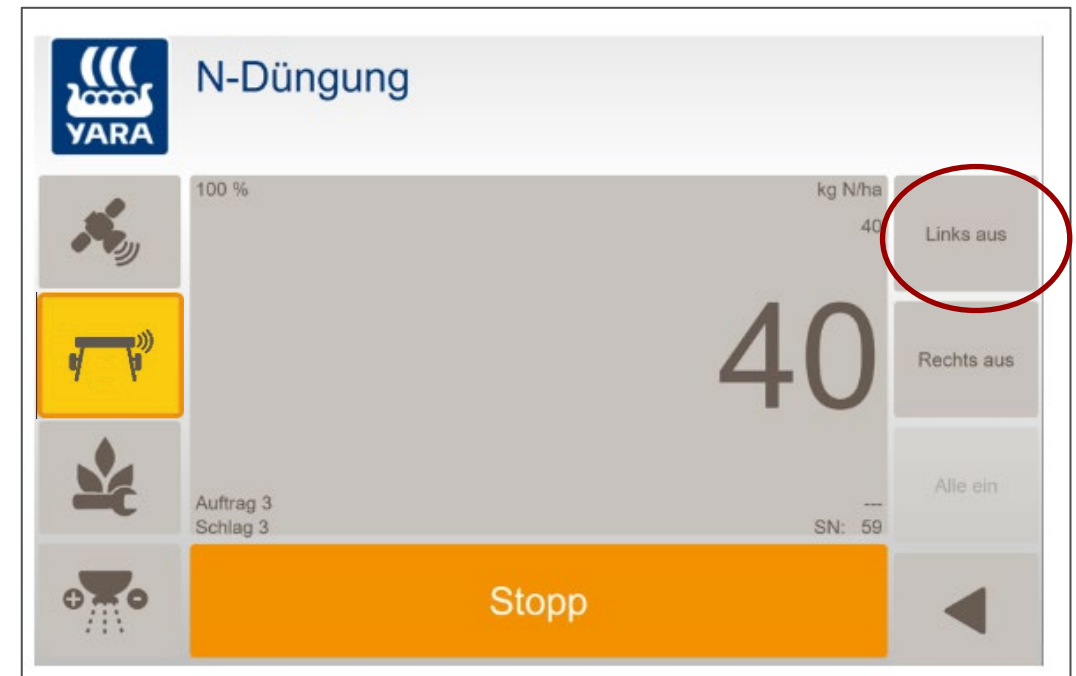 YARA
N-Düngung
100 %
kg N/ha
40
40
Auftrag 3
Schlag 3
---
SN: 59
Links aus
Rechts aus
Alle ein
Stopp